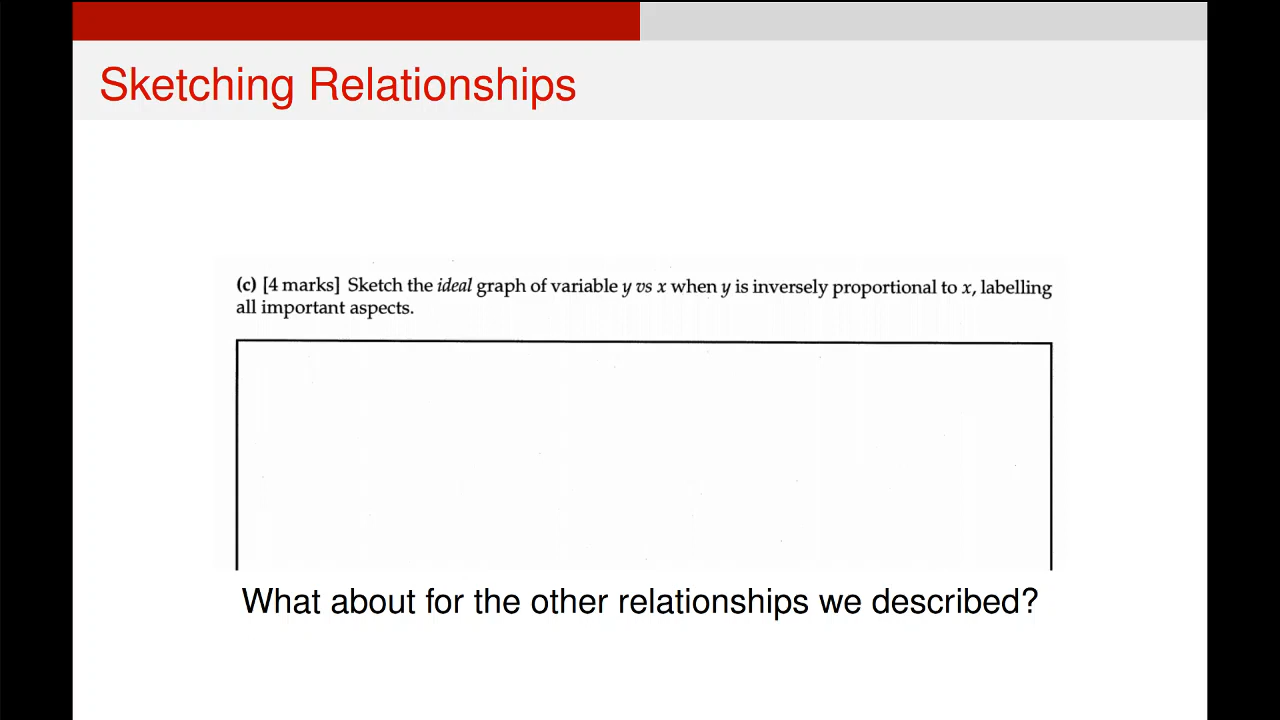 Sketching Relationships
(c) [4 marks] Sketch the ideal graph of variable y vs x when y is inversely proportional to x, labelling
all important aspects.
What about for the other relationships we described?